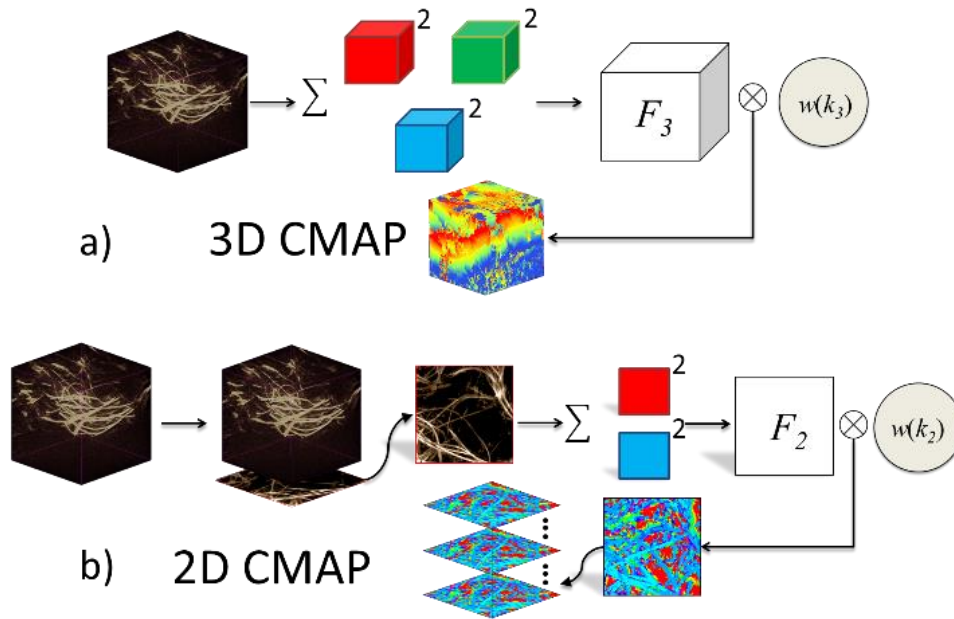 ∑ 2 2 2
F3 ⊗ w(k3)
a) 3D CMAP
∑ 2 2
F2 ⊗ w(k2)
b) 2D CMAP